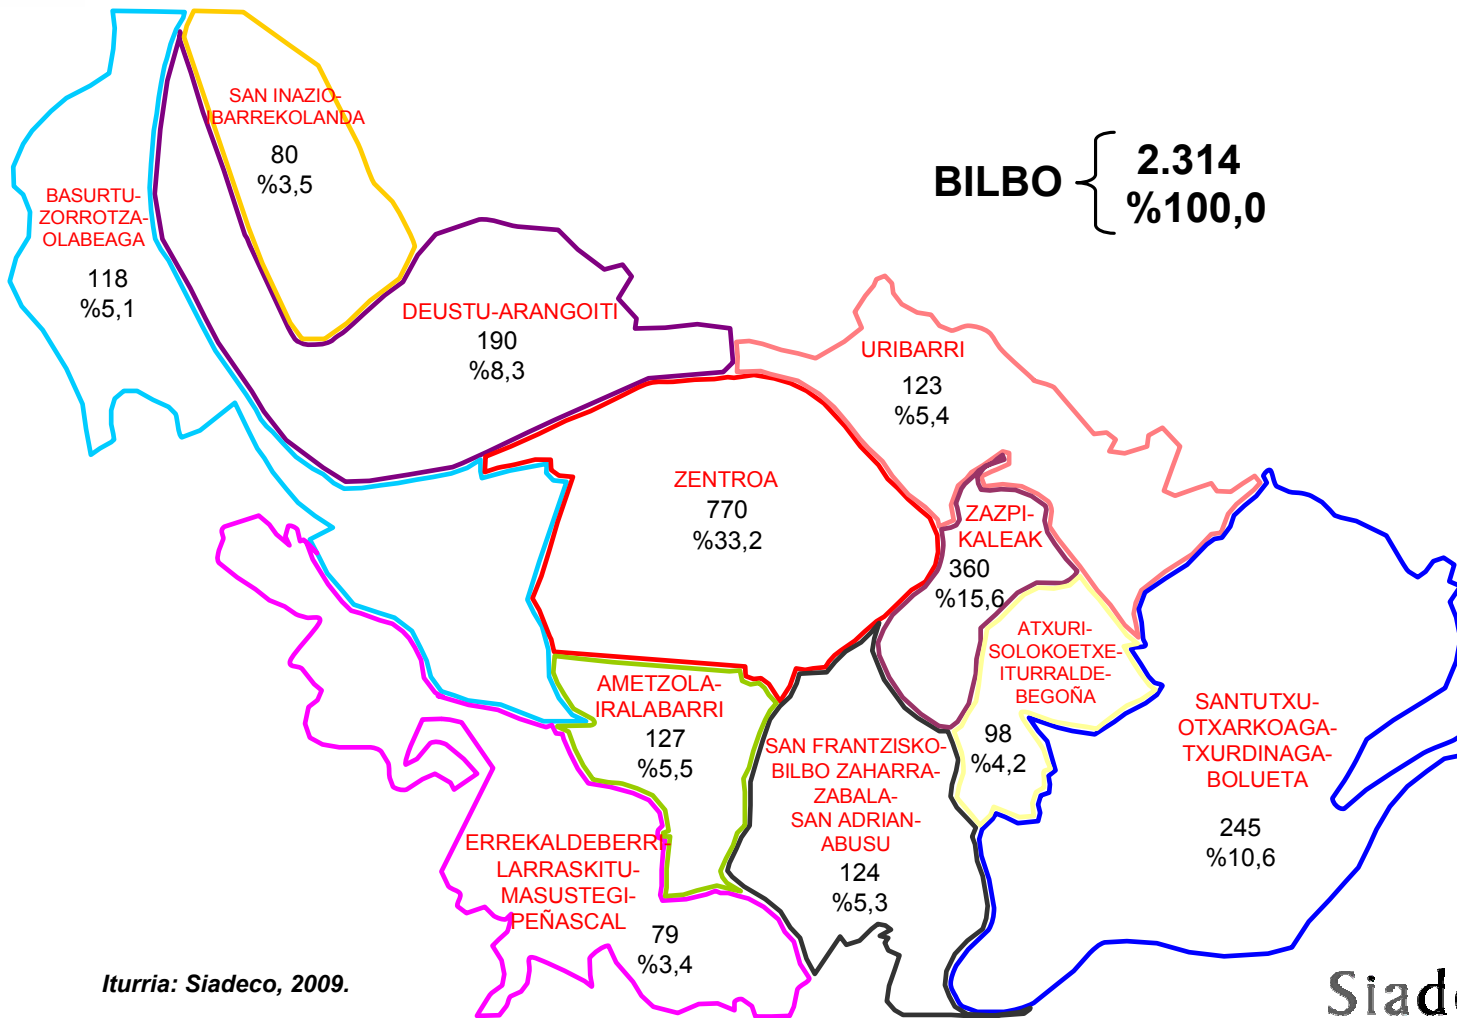 SAN INAZIO-
IBARREKOLANDA
80
%3,5
BILBO
2.314
%100,0
BASURTU-
ZORROTZA-
OLABEAGA
118
%5,1
DEUSTU-ARANGOITI
190
%8,3
URIBARRI
123
%5,4
ZENTROA
770
%33,2
ZAZPI-
KALEAK
360
%15,6
ATXURI-
SOLOKOETXE-
ITURRALDE-
BEGOÑA
98
%4,2
AMETZOLA-
IRALABARRI
127
%5,5
SAN FRANTZISKO-
BILBO ZAHARRA-
ZABALA-
SAN ADRIAN-
ABUSU
124
%5,3
SANTUTXU-
OTXARKOAGA-
TXURDINAGA-
BOLUETA
245
%10,6
ERREKALDEBERRI-
LARRASKITU-
MASUSTEGI-
PEÑASCAL
79
%3,4
Iturria: Siadeco, 2009.